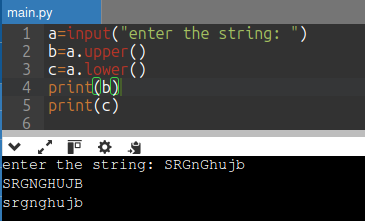 main.py
1 a=input("enter the string: ")
2 b=a.upper()
3 c=a.lower()
4 print(b)
5 print(c)
6
enter the string: SRGnGhujb
SRGNGHUJB
srgnghujb